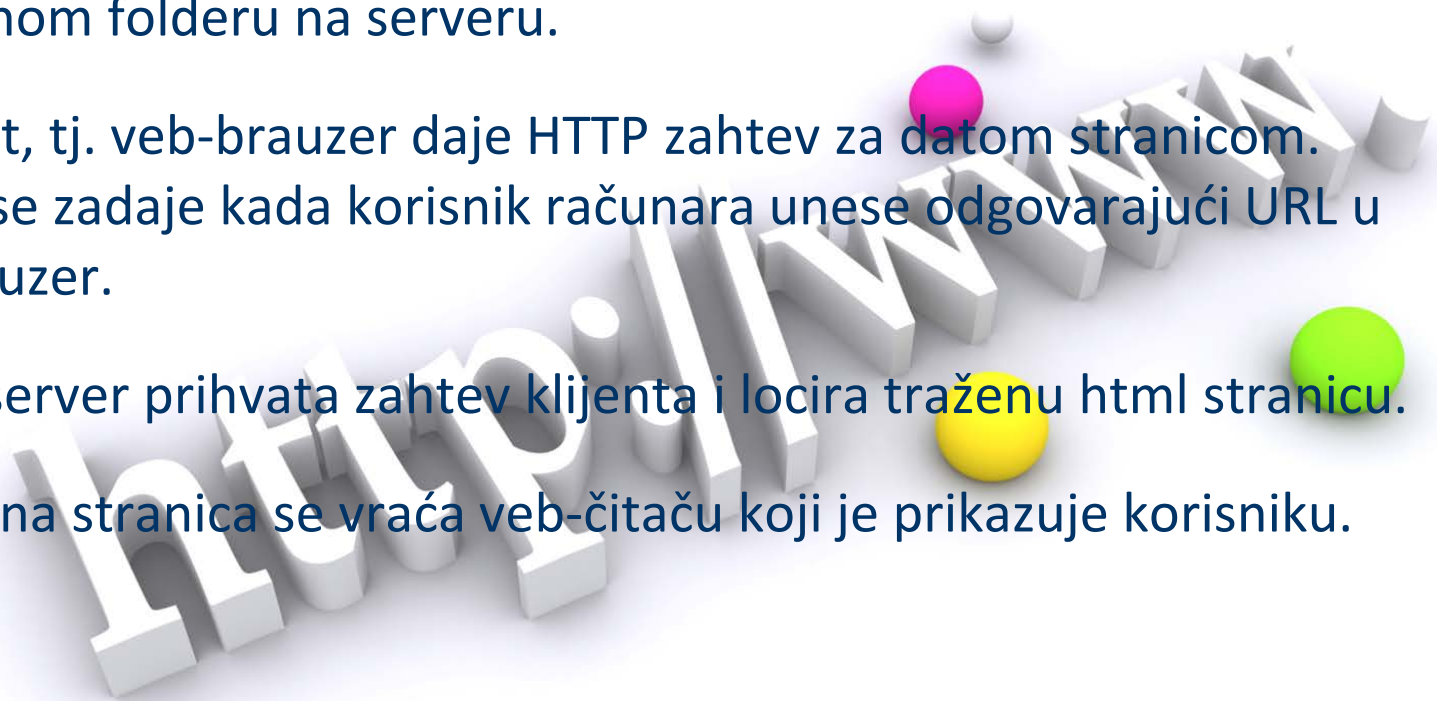 nom folderu na serveru.
t, tj. veb-brauzer daje HTTP zahtev za datom stranicom.
se zadaje kada korisnik računara unese odgovarajući URL u
uzer.
server prihvata zahtev klijenta i locira traženu html stranicu.
na stranica se vraća veb-čitaču koji je prikazuje korisniku.
http://www.